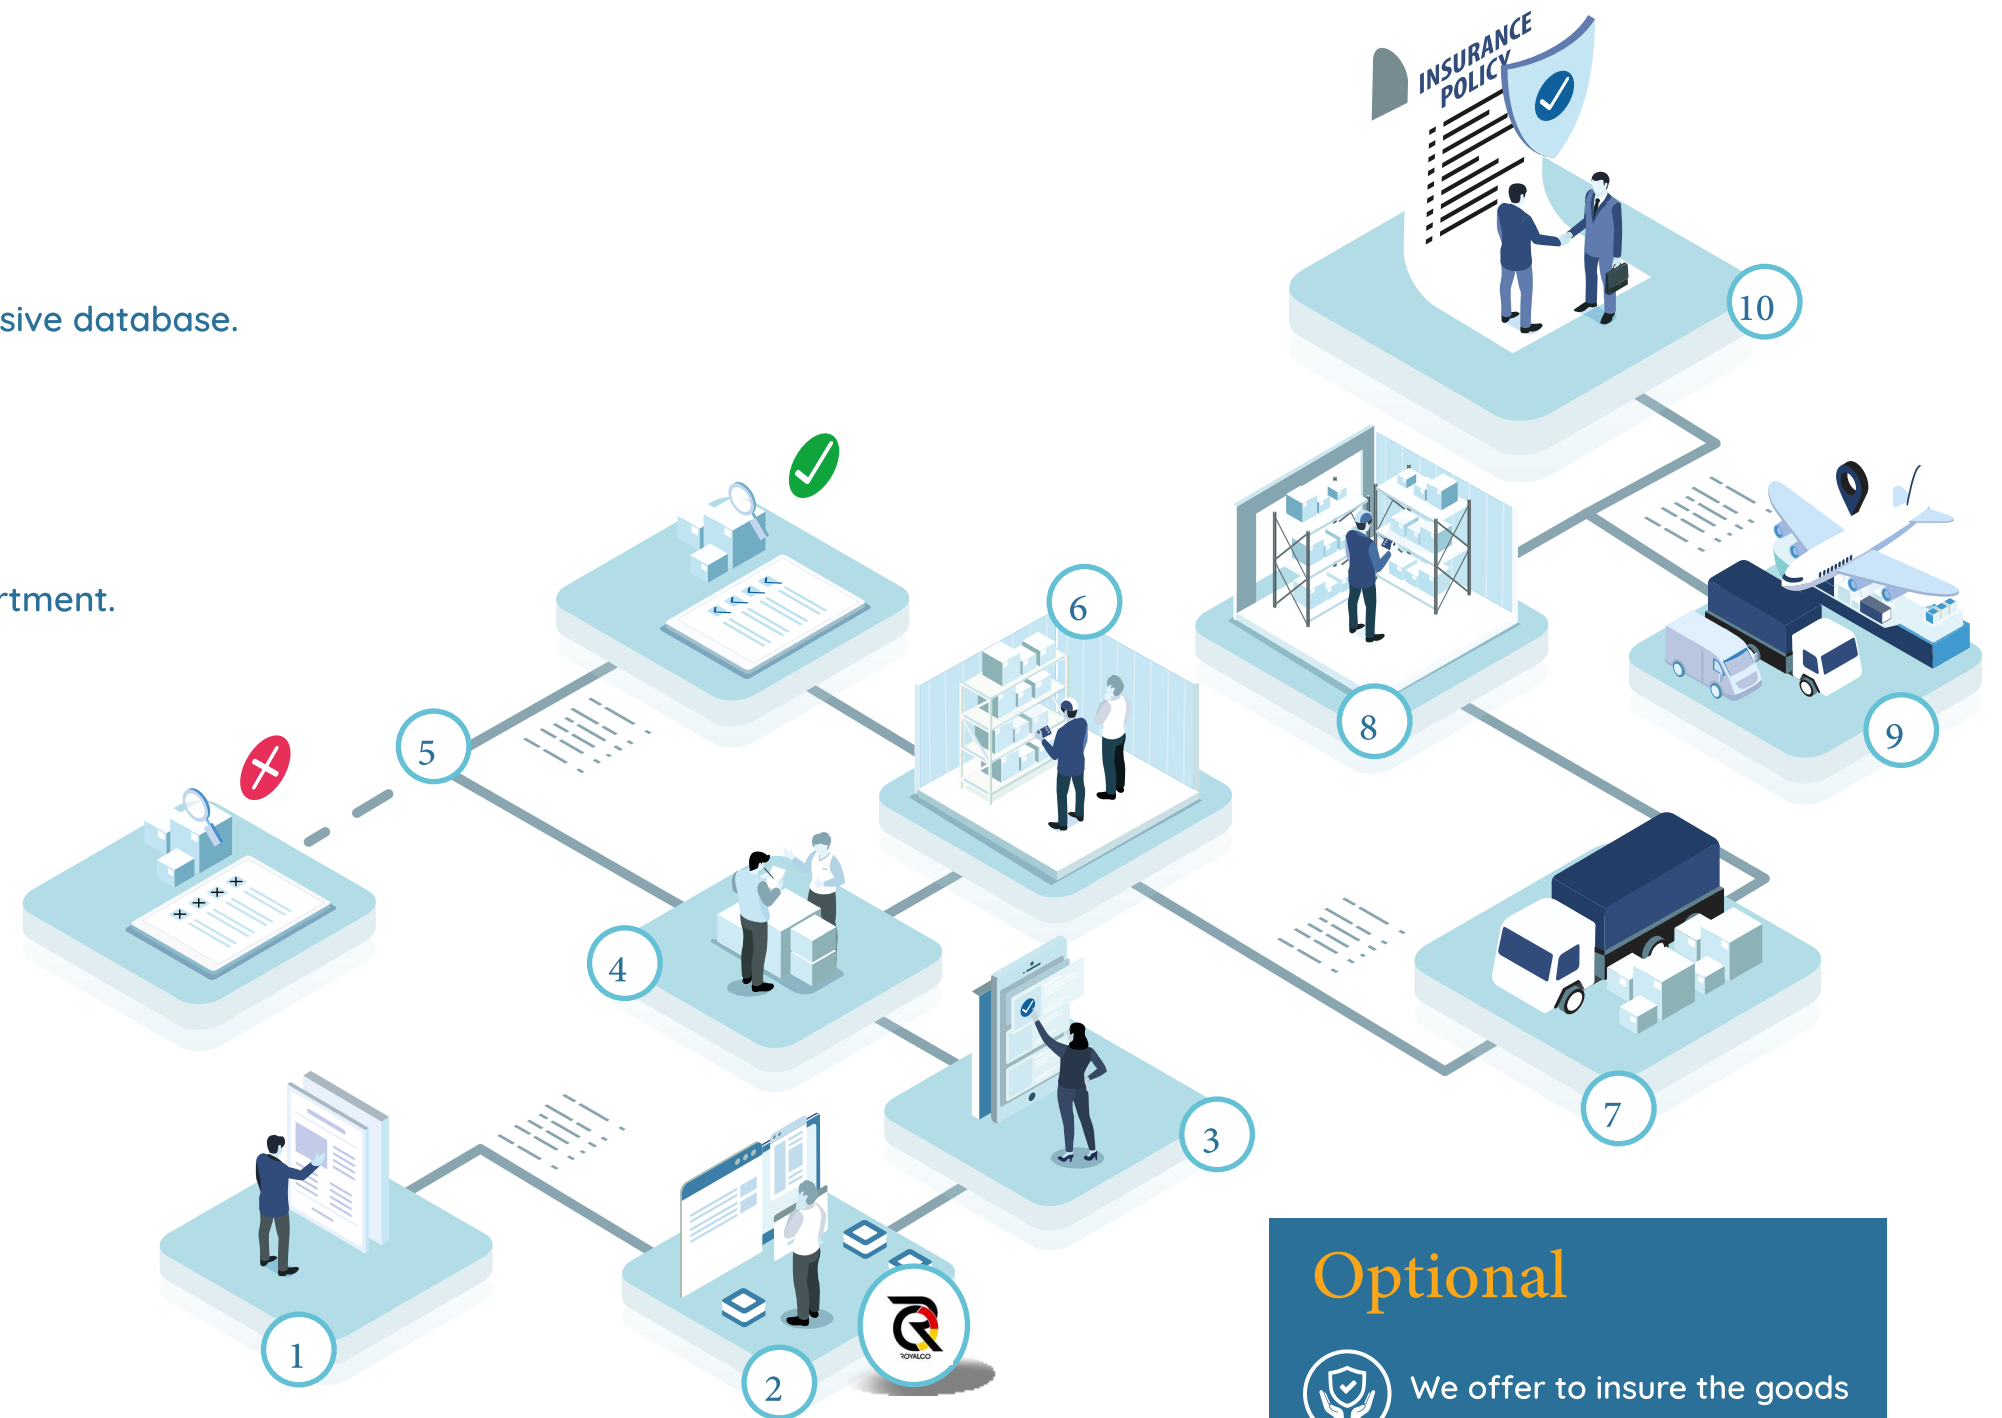 INSURANCE
POLICY
10
sive database.
6
rtment.
8
9
5
4
7
3
1
2
ROYALCO
Optional
We offer to insure the goods